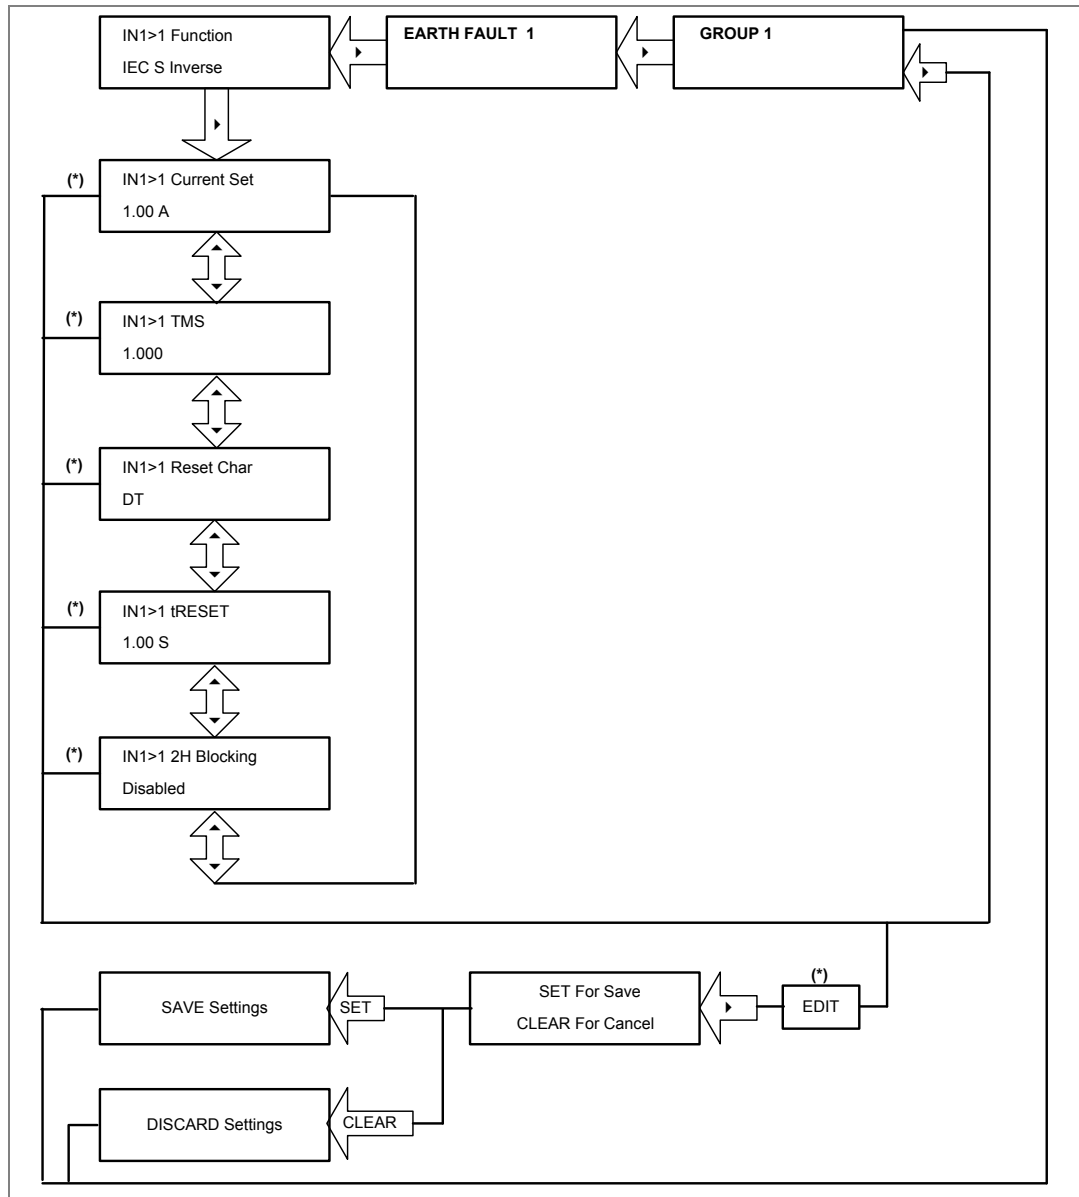 IN1>1 Function
IEC S Inverse
EARTH FAULT 1
GROUP 1
(*)
IN1>1 Current Set
1.00 A
(*)
IN1>1 TMS
1.000
(*)
IN1>1 Reset Char
DT
(*)
IN1>1 tRESET
1.00 S
(*)
IN1>1 2H Blocking
Disabled
SAVE Settings
SET
SET For Save
CLEAR For Cancel
(*)
EDIT
DISCARD Settings
CLEAR